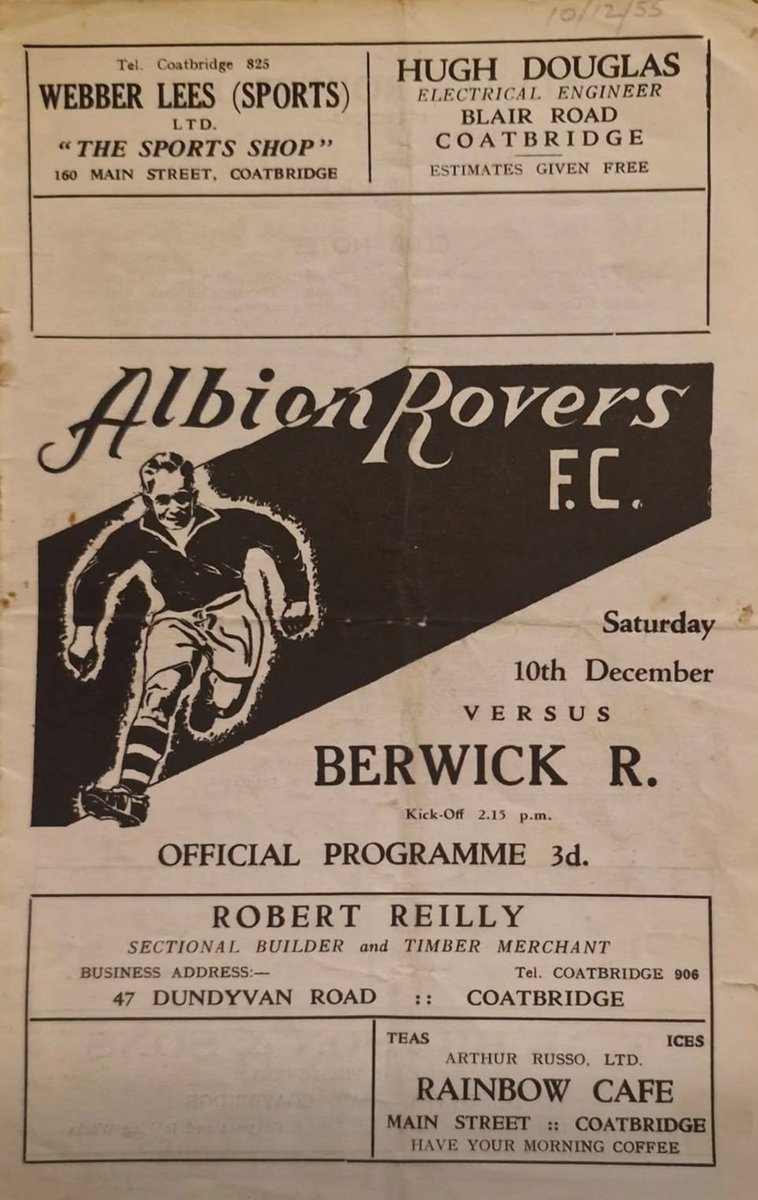 10/12/55
Tel. Coatbridge 825
WEBBER LEES (SPORTS)
LTD.
"THE SPORTS SHOP"
160 MAIN STREET, COATBRIDGE
HUGH DOUGLAS
ELECTRICAL ENGINEER
BLAIR ROAD
COATBRIDGE
ESTIMATES GIVEN FREE
Albion Rovers
F.C.
Saturday
10th December
VERSUS
BERWICK R.
Kick-Off 2.15 p.m.
OFFICIAL PROGRAMME 3d.
ROBERT REILLY
SECTIONAL BUILDER and TIMBER MERCHANT
BUSINESS ADDRESS:— Tel. COATBRIDGE 906
47 DUNDYVAN ROAD :: COATBRIDGE
TEAS ICES
ARTHUR RUSSO, LTD.
RAINBOW CAFE
MAIN STREET :: COATBRIDGE
HAVE YOUR MORNING COFFEE